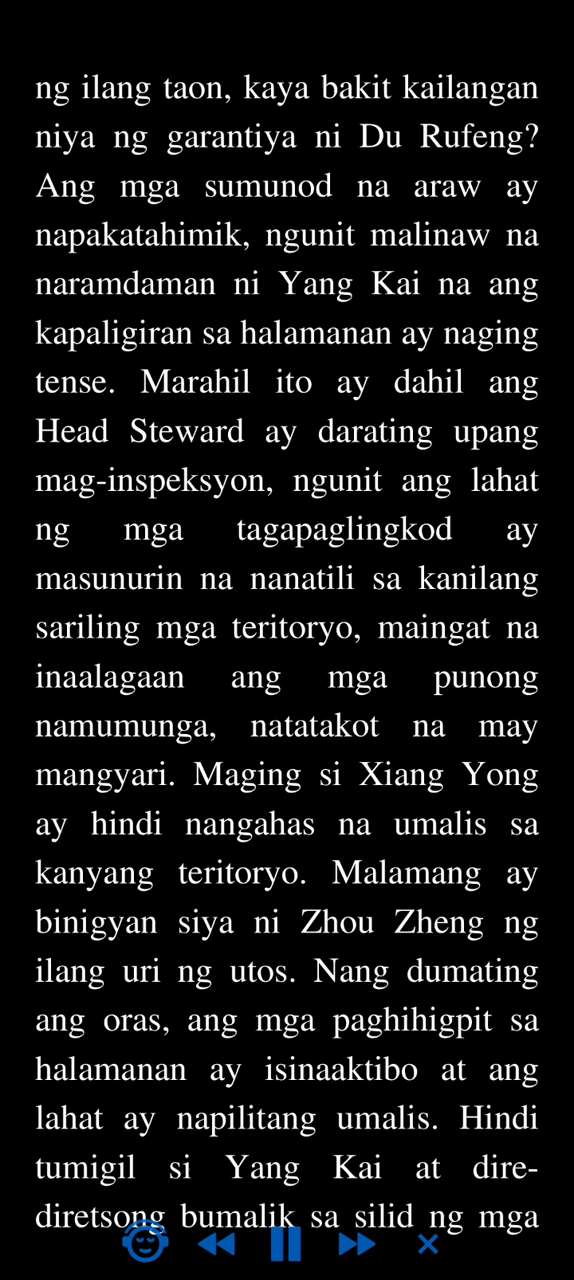 ng ilang taon, kaya bakit kailangan
niya ng garantiya ni Du Rufeng?
Ang mga sumunod na araw ay
napakatahimik, ngunit malinaw na
naramdaman ni Yang Kai na ang
kapaligiran sa halamanan ay naging
tense. Marahil ito ay dahil ang
Head Steward ay darating upang
mag-inspeksyon, ngunit ang lahat
ng mga tagapaglingkod ay
masunurin na nanatili sa kanilang
sariling mga teritoryo, maingat na
inaalagaan ang mga punong
namumunga, natatakot na may
mangyari. Maging si Xiang Yong
ay hindi nangahas na umalis sa
kanyang teritoryo. Malamang ay
binigyan siya ni Zhou Zheng ng
ilang uri ng utos. Nang dumating
ang oras, ang mga paghihigpit sa
halamanan ay isinaaktibo at ang
lahat ay napilitang umalis. Hindi
tumigil si Yang Kai at dire-
diretsong bumalik sa silid ng mga